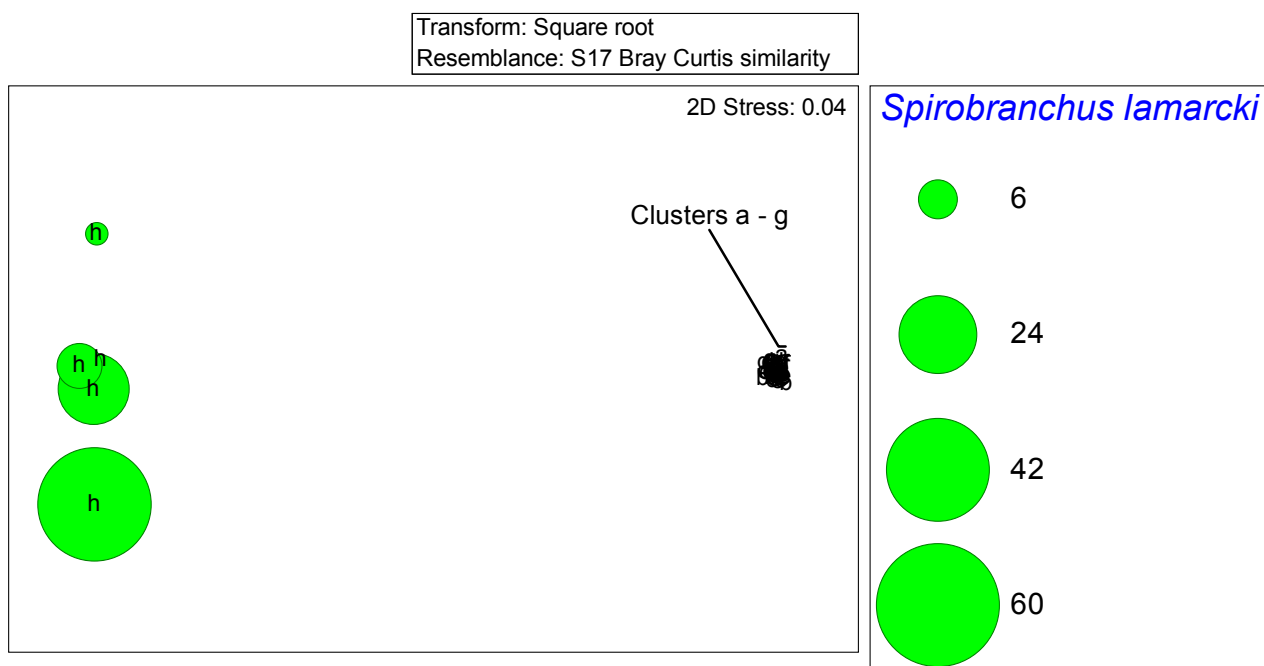 Transform: Square root
Resemblance: S17 Bray Curtis similarity
2D Stress: 0.04
Spirobranchus lamarcki
6
Clusters a - g
h
24
h
h
h
42
h
60